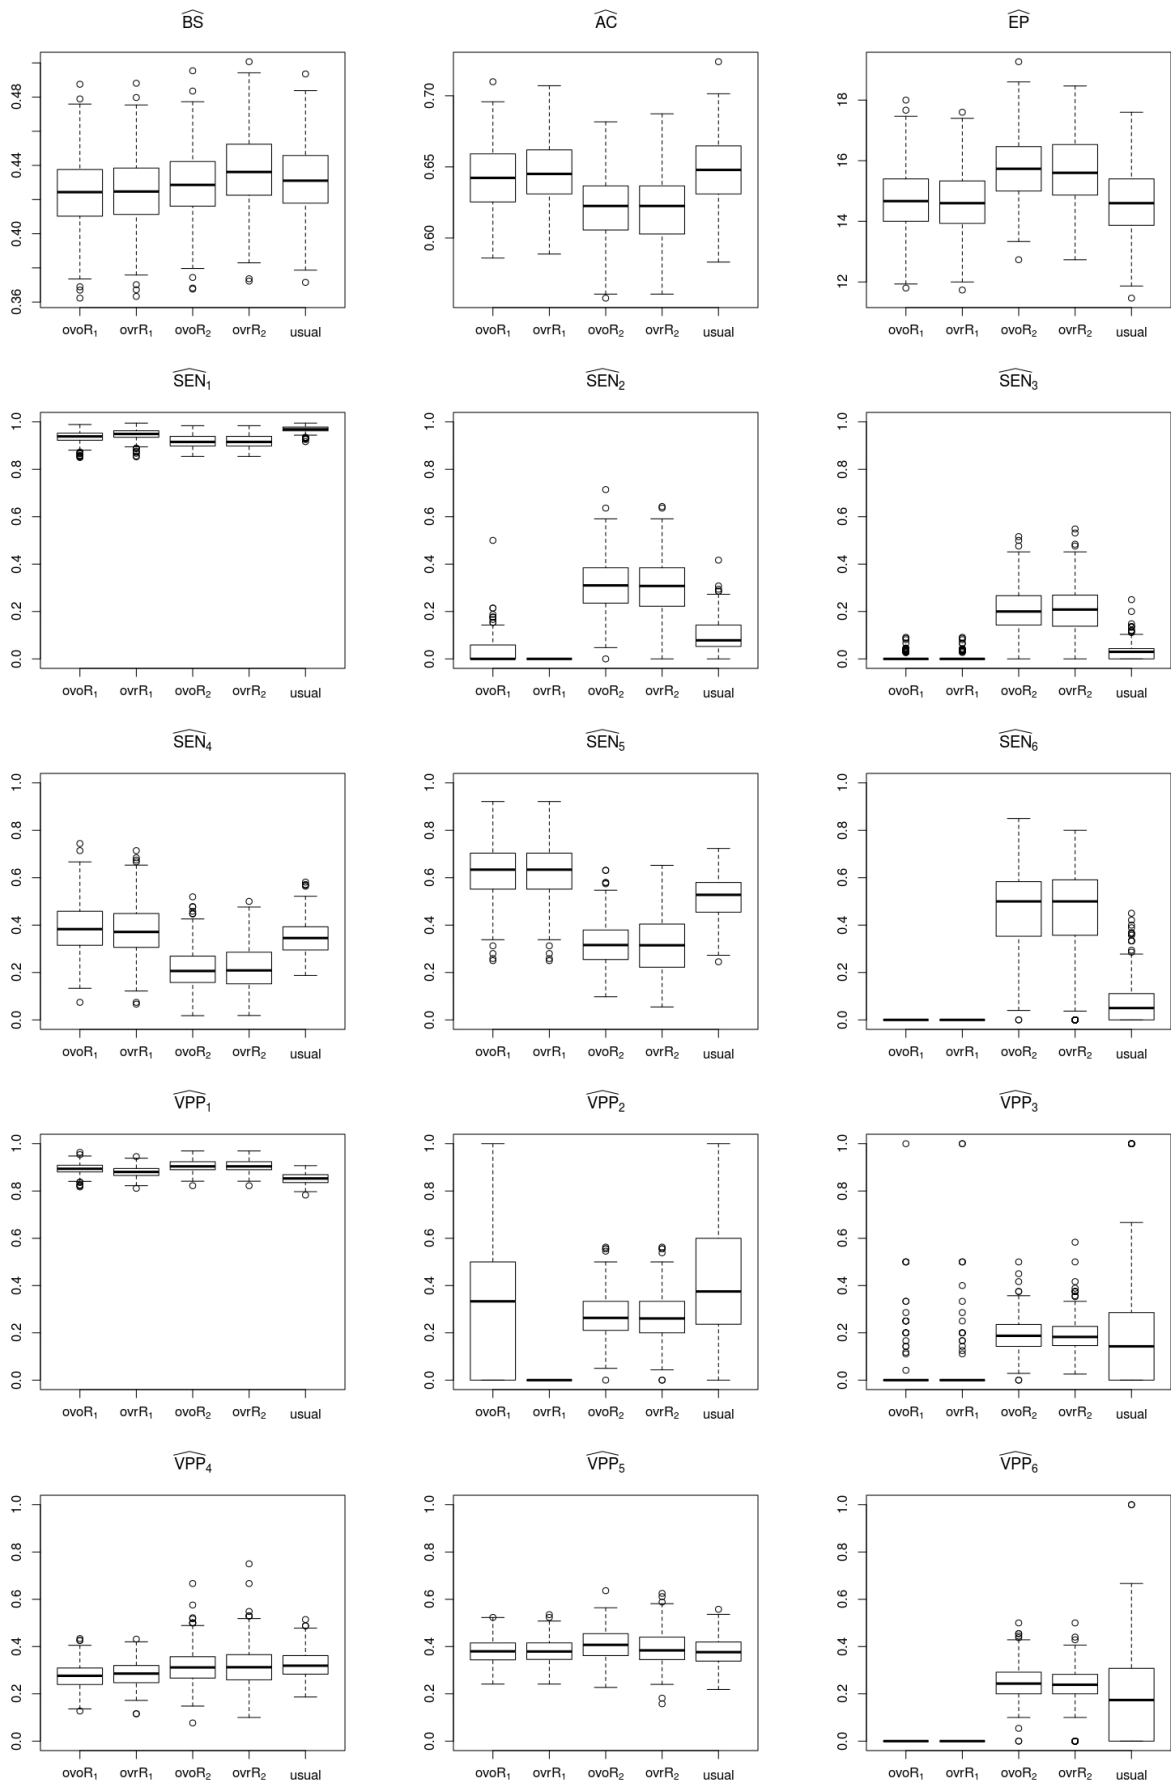 B͡S A͡C E͡P
0.36 0.40 0.44 0.48
0.60 0.65 0.70
12 14 16 18
ovoR₁ ovrR₁ ovoR₂ ovrR₂ usual
ovoR₁ ovrR₁ ovoR₂ ovrR₂ usual
ovoR₁ ovrR₁ ovoR₂ ovrR₂ usual
SEN₁ SEN₂ SEN₃
0.0 0.2 0.4 0.6 0.8 1.0
0.0 0.2 0.4 0.6 0.8 1.0
0.0 0.2 0.4 0.6 0.8 1.0
ovoR₁ ovrR₁ ovoR₂ ovrR₂ usual
ovoR₁ ovrR₁ ovoR₂ ovrR₂ usual
ovoR₁ ovrR₁ ovoR₂ ovrR₂ usual
SEN₄ SEN₅ SEN₆
0.0 0.2 0.4 0.6 0.8 1.0
0.0 0.2 0.4 0.6 0.8 1.0
0.0 0.2 0.4 0.6 0.8 1.0
ovoR₁ ovrR₁ ovoR₂ ovrR₂ usual
ovoR₁ ovrR₁ ovoR₂ ovrR₂ usual
ovoR₁ ovrR₁ ovoR₂ ovrR₂ usual
VPP₁ VPP₂ VPP₃
0.0 0.2 0.4 0.6 0.8 1.0
0.0 0.2 0.4 0.6 0.8 1.0
0.0 0.2 0.4 0.6 0.8 1.0
ovoR₁ ovrR₁ ovoR₂ ovrR₂ usual
ovoR₁ ovrR₁ ovoR₂ ovrR₂ usual
ovoR₁ ovrR₁ ovoR₂ ovrR₂ usual
VPP₄ VPP₅ VPP₆
0.0 0.2 0.4 0.6 0.8 1.0
0.0 0.2 0.4 0.6 0.8 1.0
0.0 0.2 0.4 0.6 0.8 1.0
ovoR₁ ovrR₁ ovoR₂ ovrR₂ usual
ovoR₁ ovrR₁ ovoR₂ ovrR₂ usual
ovoR₁ ovrR₁ ovoR₂ ovrR₂ usual